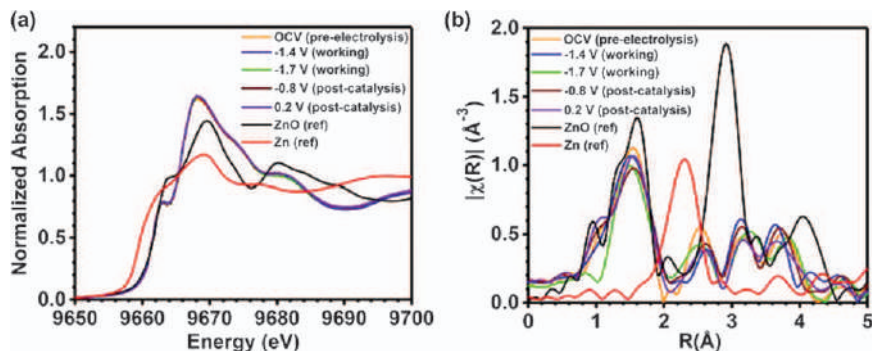 (a)
2.0
1.5
1.0
0.5
0.0
Normalized Absorption
OCV (pre-electrolysis)
-1.4 V (working)
-1.7 V (working)
-0.8 V (post-catalysis)
0.2 V (post-catalysis)
ZnO (ref)
Zn (ref)
9650 9660 9670 9680 9690 9700
Energy (eV)
(b)
2.0
1.5
1.0
0.5
0.0
|χ(R)| (Å⁻³)
OCV (pre-electrolysis)
-1.4 V (working)
-1.7 V (working)
-0.8 V (post-catalysis)
0.2 V (post-catalysis)
ZnO (ref)
Zn (ref)
0 1 2 3 4 5
R(Å)